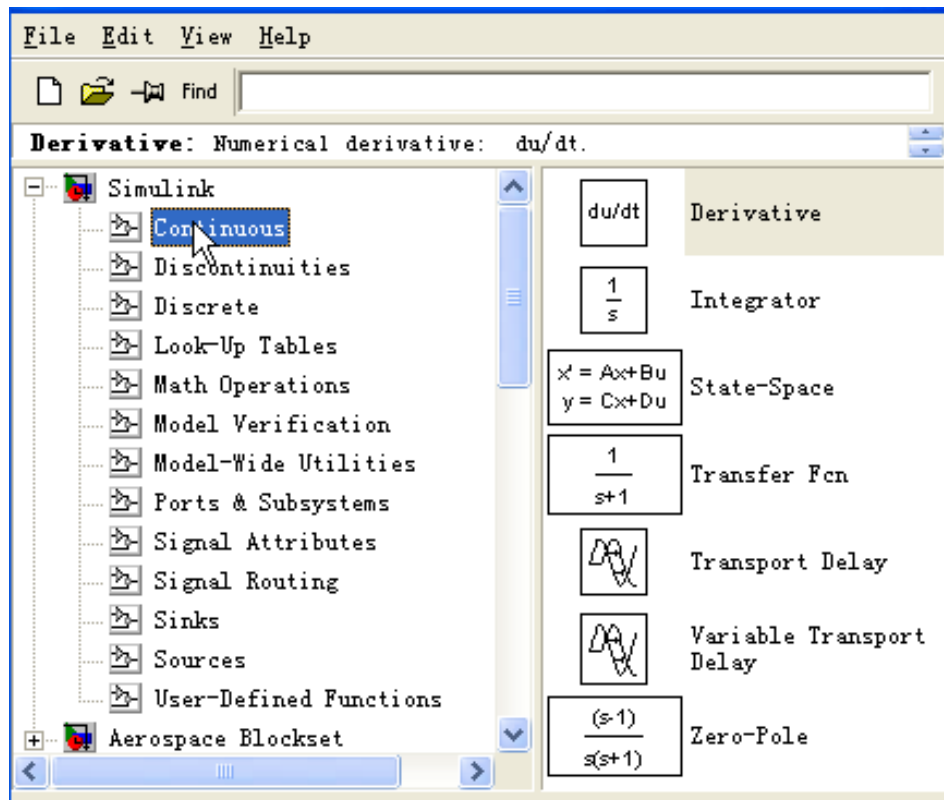 File Edit View Help
Find
Derivative: Numerical derivative: du/dt.
Simulink
Continuous
Discontinuities
Discrete
Look-Up Tables
Math Operations
Model Verification
Model-Wide Utilities
Ports & Subsystems
Signal Attributes
Signal Routing
Sinks
Sources
User-Defined Functions
Aerospace Blockset
du/dt Derivative
1
s
Integrator
x' = Ax+Bu
y = Cx+Du
State-Space
1
s+1
Transfer Fcn
Transport Delay
Variable Transport
Delay
(s-1)
s(s+1)
Zero-Pole